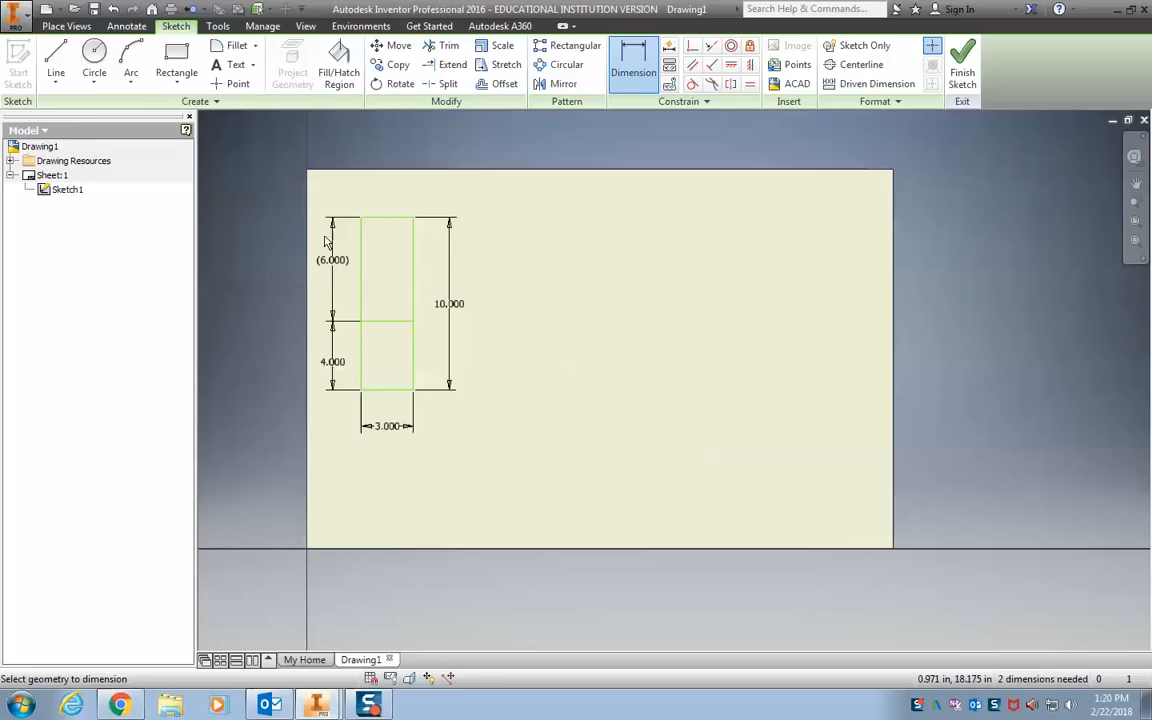 Autodesk Inventor Professional 2016 - EDUCATIONAL INSTITUTION VERSION Drawing1
Search Help & Commands...
Sign In
PRO
Place Views Annotate Sketch Tools Manage View Environments Get Started Autodesk A360
Start Sketch
Line
Circle
Arc
Rectangle
Fillet
Text
Point
Project Geometry
Fill/Hatch Region
Move
Copy
Rotate
Trim
Extend
Split
Scale
Stretch
Offset
Rectangular
Circular
Mirror
Dimension
Image
Points
ACAD
Sketch Only
Centerline
Driven Dimension
Finish Sketch
Sketch Create Modify Pattern Constrain Insert Format Exit
Model
Drawing1
Drawing Resources
Sheet:1
Sketch1
(6.000)
10.000
4.000
3.000
My Home Drawing1
Select geometry to dimension
0.971 in, 18.175 in 2 dimensions needed 0 1
1:20 PM
2/22/2018